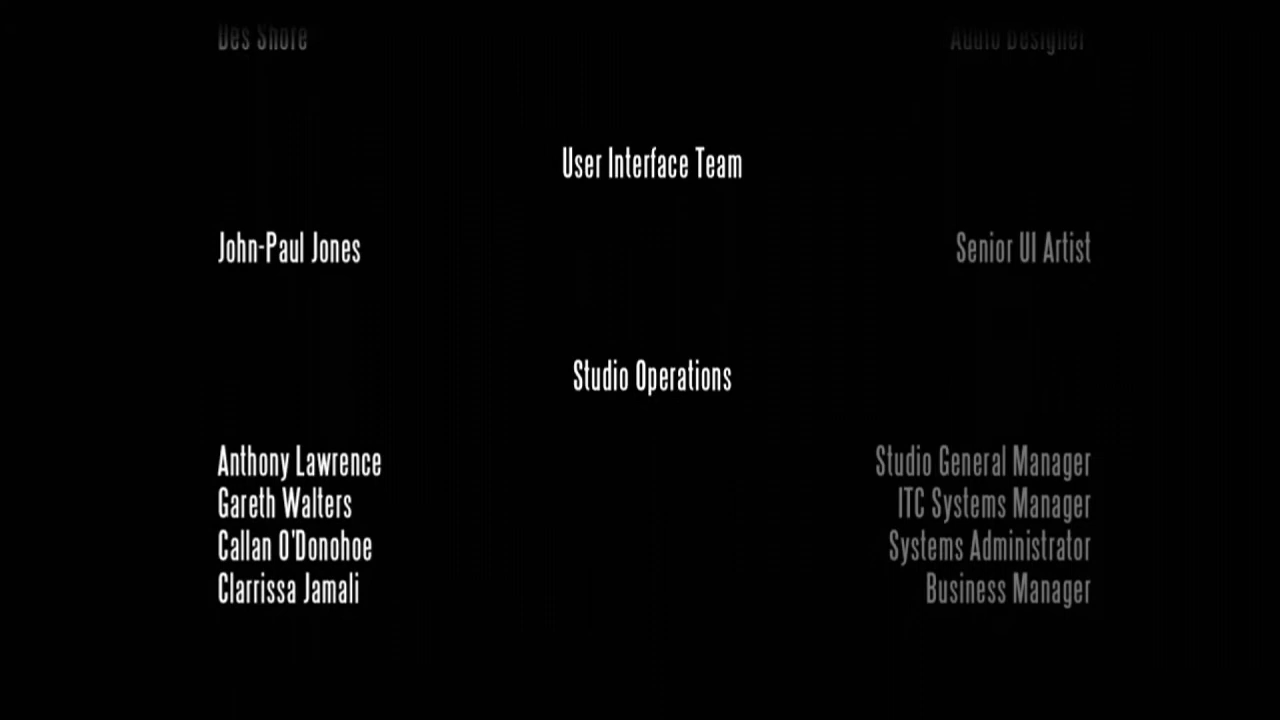 Des Shore Audio Designer
User Interface Team
John-Paul Jones Senior UI Artist
Studio Operations
Anthony Lawrence Studio General Manager
Gareth Walters ITC Systems Manager
Callan O'Donohoe Systems Administrator
Clarrissa Jamali Business Manager